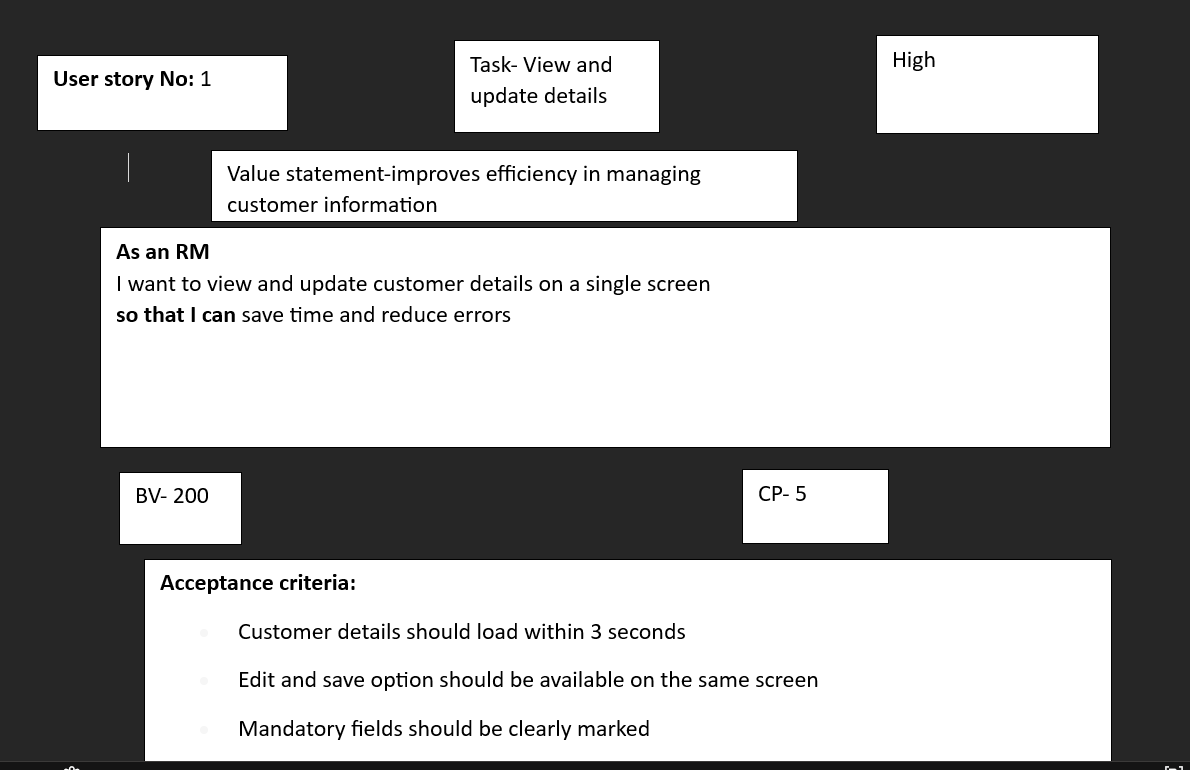 User story No: 1
Task- View and
update details
High
Value statement-improves efficiency in managing
customer information
As an RM
I want to view and update customer details on a single screen
so that I can save time and reduce errors
BV- 200
CP- 5
Acceptance criteria:
Customer details should load within 3 seconds
Edit and save option should be available on the same screen
Mandatory fields should be clearly marked